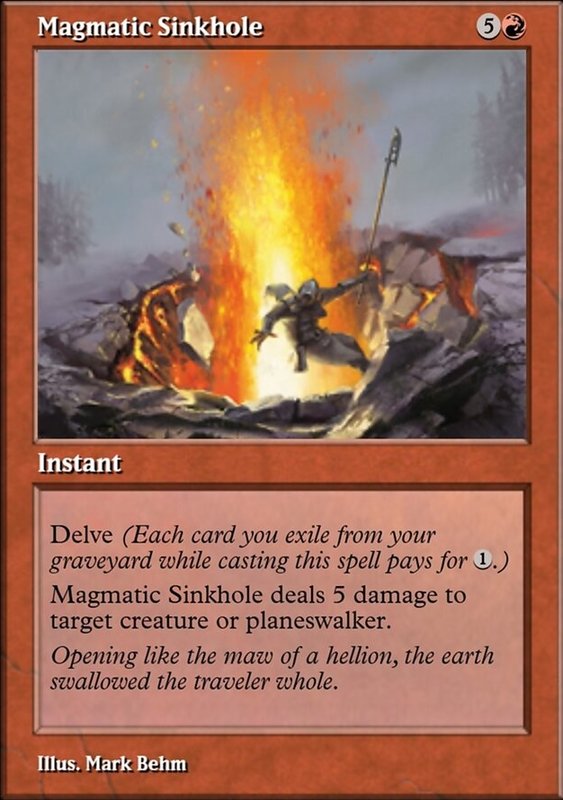 Magmatic Sinkhole 5
Instant
Delve (Each card you exile from your
graveyard while casting this spell pays for 1.)
Magmatic Sinkhole deals 5 damage to
target creature or planeswalker.
Opening like the maw of a hellion, the earth
swallowed the traveler whole.
Illus. Mark Behm